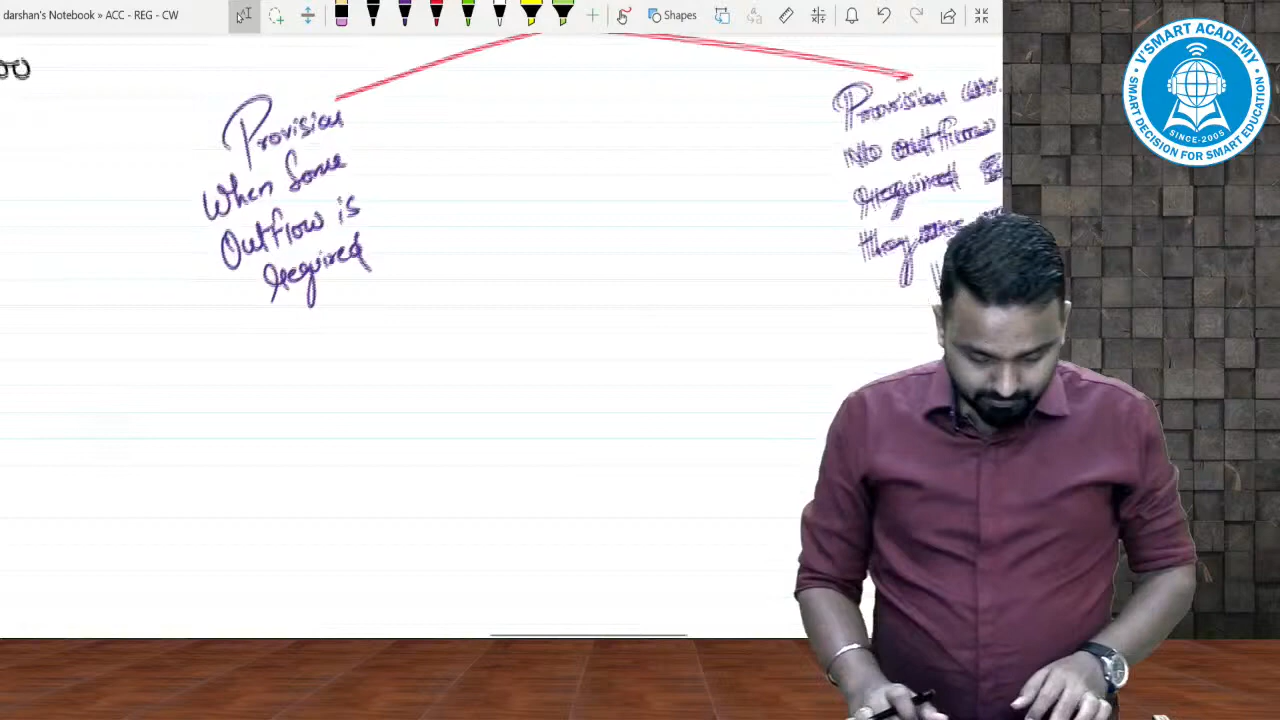 darshan's Notebook » ACC - REG - CW
Shapes
V'SMART ACADEMY
SMART DECISION FOR SMART EDUCATION
SINCE-2005
Provision
When Some
Outflow is
required
Provision
No outflow
required